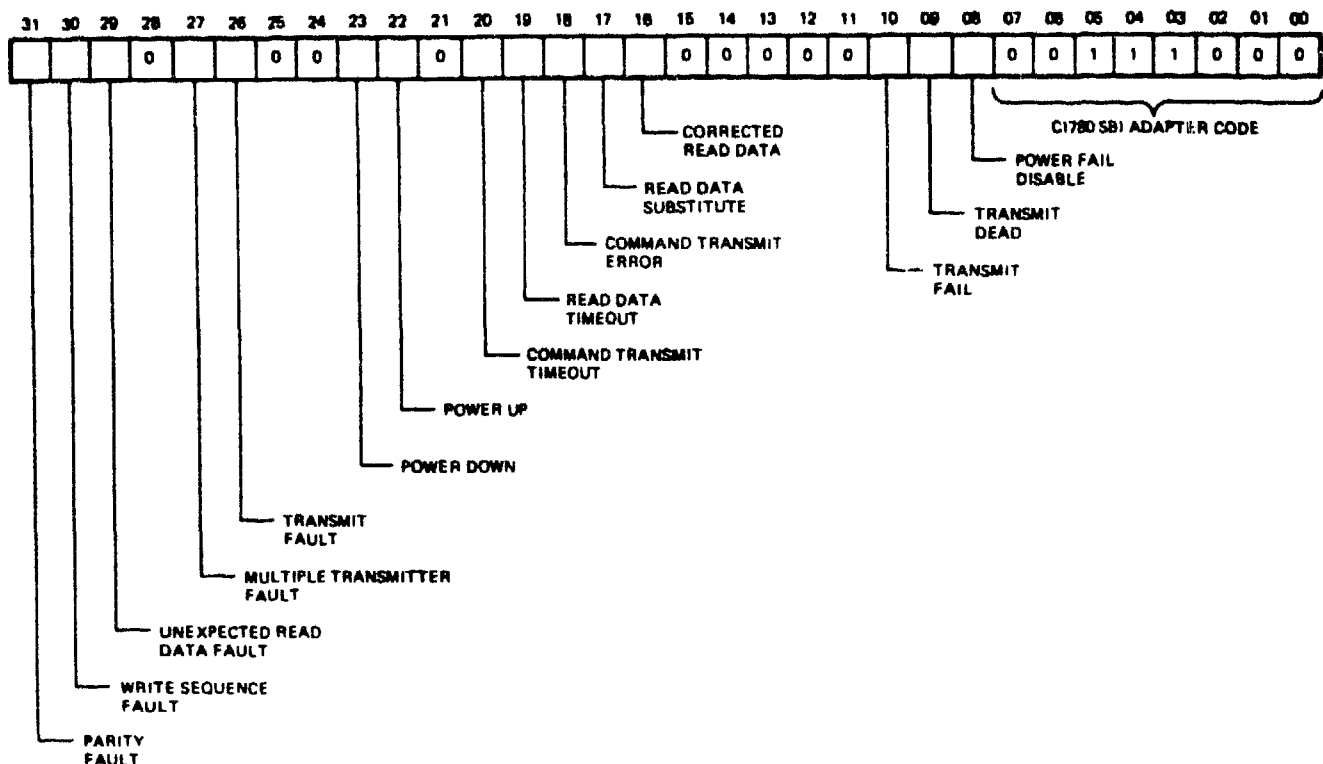 31 30 29 28 27 26 25 24 23 22 21 20 19 18 17 16 15 14 13 12 11 10 09 08 07 06 05 04 03 02 01 00
0 0 0 0 0 0 0 0 0 0 0 1 1 1 0 0 0
CI780 SBI ADAPTER CODE
CORRECTED
READ DATA
POWER FAIL
DISABLE
READ DATA
SUBSTITUTE
TRANSMIT
DEAD
COMMAND TRANSMIT
ERROR
TRANSMIT
FAIL
READ DATA
TIMEOUT
COMMAND TRANSMIT
TIMEOUT
POWER UP
POWER DOWN
TRANSMIT
FAULT
MULTIPLE TRANSMITTER
FAULT
UNEXPECTED READ
DATA FAULT
WRITE SEQUENCE
FAULT
PARITY
FAULT